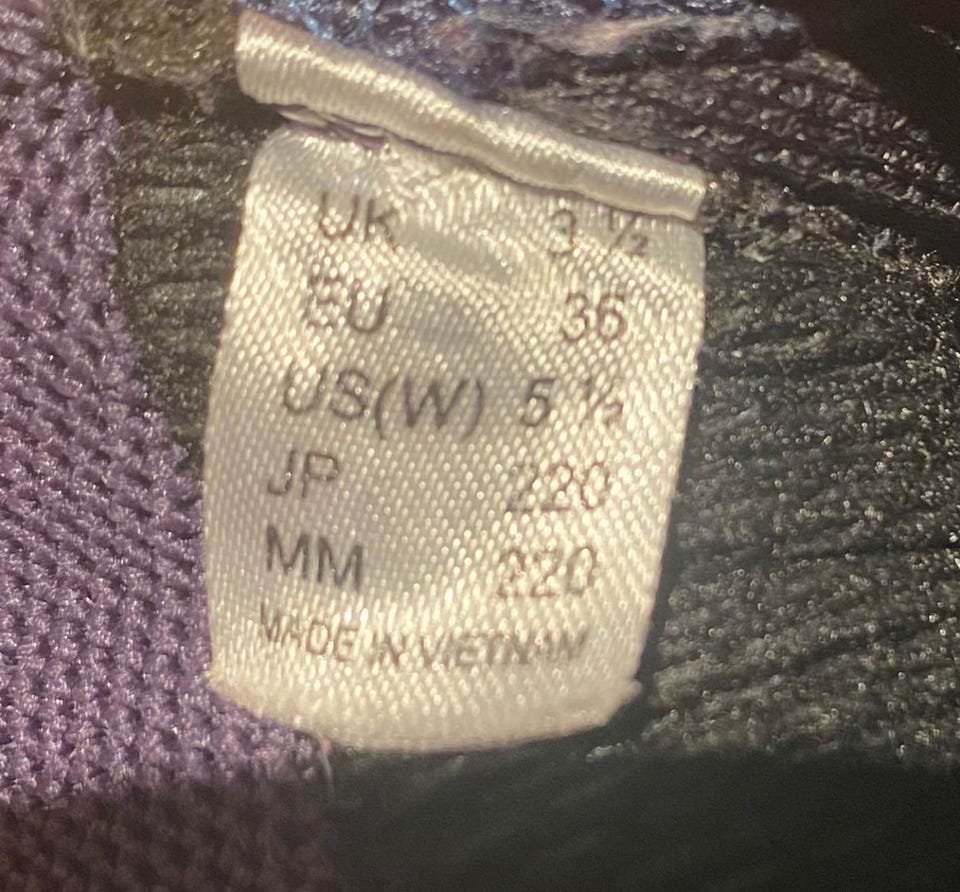 UK 3 ½
EU 36
US(W) 5 ½
JP 220
MM 220
MADE IN VIETNAM